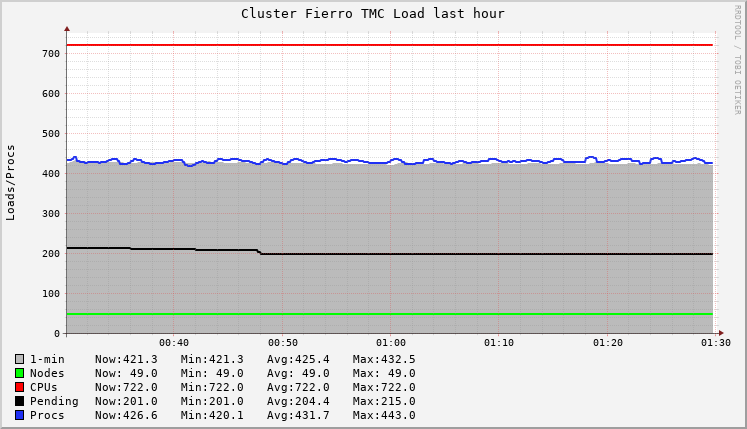 Cluster Fierro TMC Load last hour
RRDTOOL / TOBI OETIKER
Loads/Procs
700
600
500
400
300
200
100
0
00:40 00:50 01:00 01:10 01:20 01:30
1-min Now:421.3 Min:421.3 Avg:425.4 Max:432.5
Nodes Now: 49.0 Min: 49.0 Avg: 49.0 Max: 49.0
CPUs Now:722.0 Min:722.0 Avg:722.0 Max:722.0
Pending Now:201.0 Min:201.0 Avg:204.4 Max:215.0
Procs Now:426.6 Min:420.1 Avg:431.7 Max:443.0